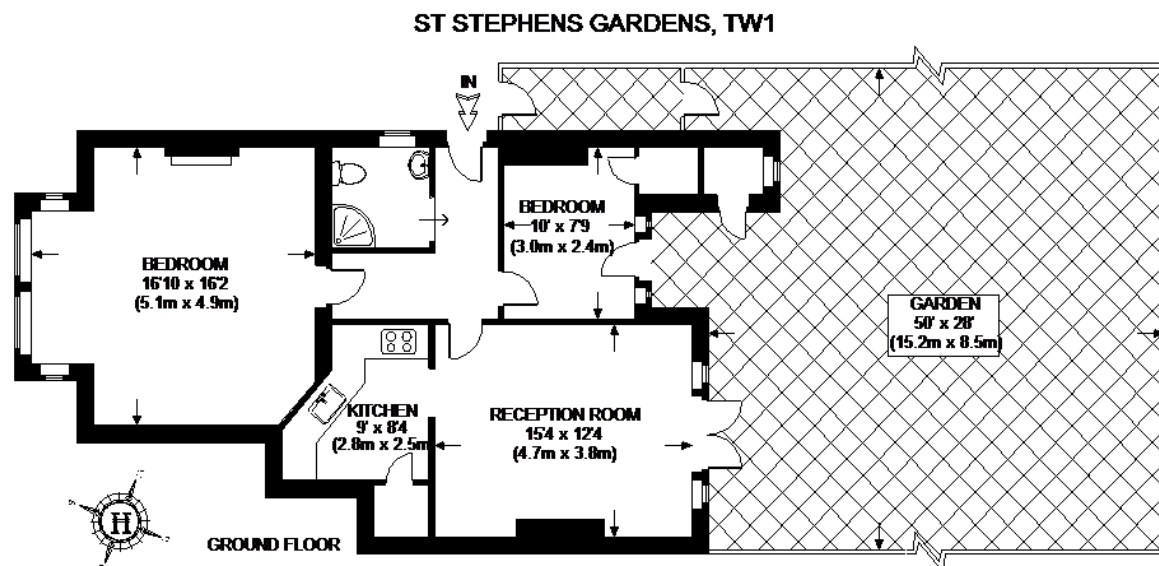 ST STEPHENS GARDENS, TW1
IN
BEDROOM
10' x 7'9
(3.0m x 2.4m)
BEDROOM
16'10 x 16'2
(5.1m x 4.9m)
GARDEN
50' x 28'
(15.2m x 8.5m)
KITCHEN
9' x 8'4
(2.8m x 2.5m
RECEPTION ROOM
15'4 x 12'4
(4.7m x 3.8m)
H
GROUND FLOOR